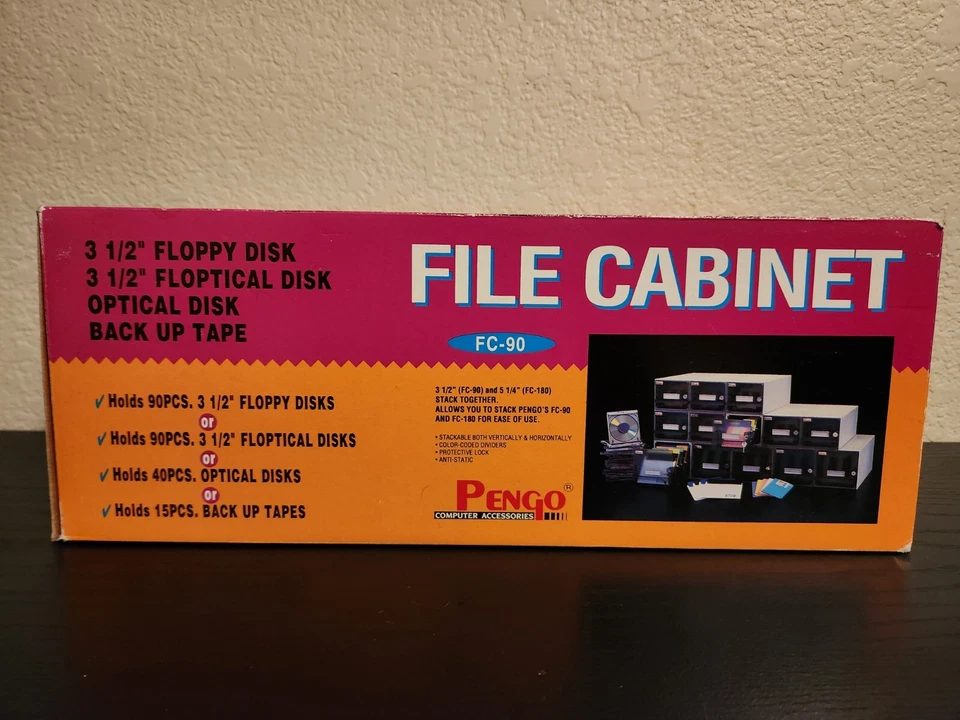 3 1/2" FLOPPY DISK
3 1/2" FLOPTICAL DISK
OPTICAL DISK
BACK UP TAPE
FILE CABINET
FC-90
✓Holds 90PCS. 3 1/2" FLOPPY DISKS
or
✓Holds 90PCS. 3 1/2" FLOPTICAL DISKS
or
✓Holds 40PCS. OPTICAL DISKS
or
✓Holds 15PCS. BACK UP TAPES
3 1/2" (FC-90) and 5 1/4" (FC-180)
STACK TOGETHER.
ALLOWS YOU TO STACK PENGO'S FC-90
AND FC-180 FOR EASE OF USE.
• STACKABLE BOTH VERTICALLY & HORIZONTALLY
• COLOR-CODED DIVIDERS
• PROTECTIVE LOCK
• ANTI-STATIC
PENGO®
COMPUTER ACCESSORIES